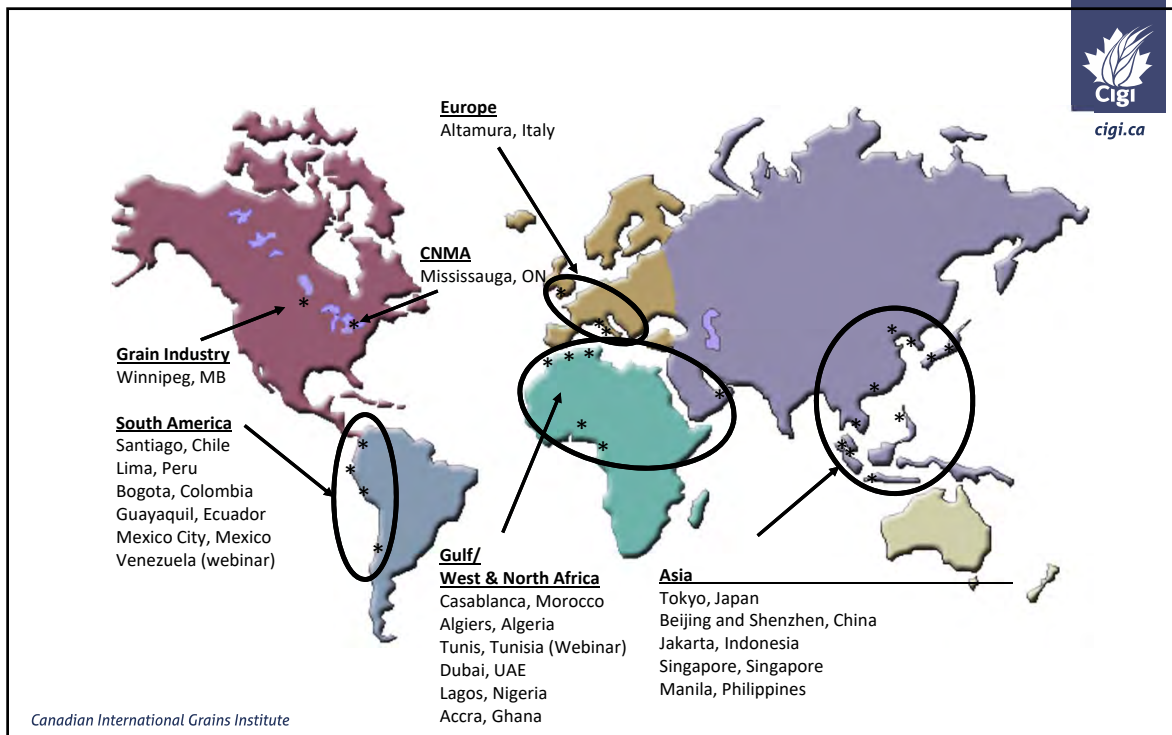 Cigi
cigi.ca
Europe
Altamura, Italy
CNMA
Mississauga, ON
Grain Industry
Winnipeg, MB
South America
Santiago, Chile
Lima, Peru
Bogota, Colombia
Guayaquil, Ecuador
Mexico City, Mexico
Venezuela (webinar)
Gulf/
West & North Africa
Casablanca, Morocco
Algiers, Algeria
Tunis, Tunisia (Webinar)
Dubai, UAE
Lagos, Nigeria
Accra, Ghana
Asia
Tokyo, Japan
Beijing and Shenzhen, China
Jakarta, Indonesia
Singapore, Singapore
Manila, Philippines
Canadian International Grains Institute